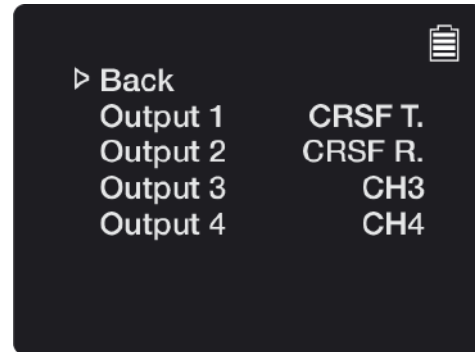 Back
Output 1 CRSF T.
Output 2 CRSF R.
Output 3 CH3
Output 4 CH4